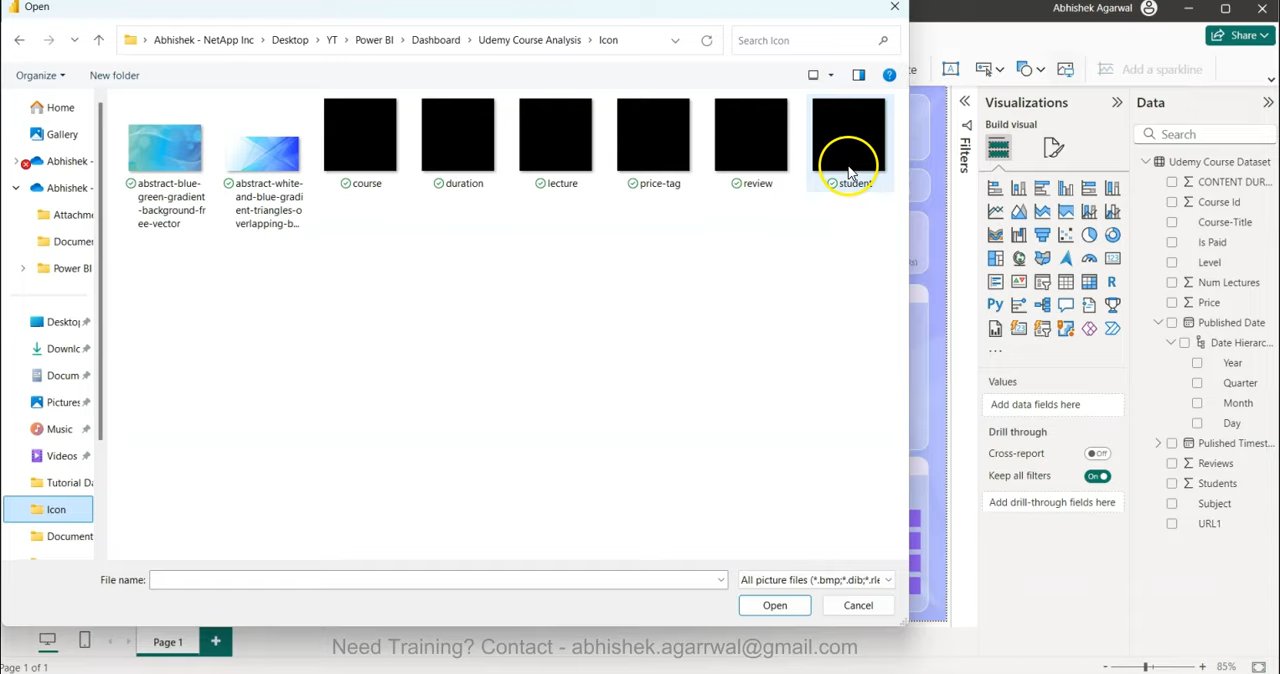 Open
Abhishek Agarwal
Abhishek - NetApp Inc > Desktop > YT > Power BI > Dashboard > Udemy Course Analysis > Icon
Search Icon
Share
Organize
New folder
Add a sparkline
Home
Gallery
Abhishek -
Abhishek -
Attachme
Documer
Power BI
Desktop
Downlc
Docum
Pictures
Music
Videos
Tutorial Da
Icon
Document
abstract-blue-
green-gradient
-background-fr
ee-vector
abstract-white-
and-blue-gradi
ent-triangles-o
verlapping-b...
course
duration
lecture
price-tag
review
student
File name:
All picture files (*.bmp;*.dib;*.rle
Open
Cancel
Filters
Visualizations
Build visual
Values
Add data fields here
Drill through
Cross-report
Off
Keep all filters
On
Add drill-through fields here
Data
Search
Udemy Course Dataset
CONTENT DUR...
Course Id
Course-Title
Is Paid
Level
Num Lectures
Price
Published Date
Date Hierarc...
Year
Quarter
Month
Day
Pulished Timest...
Reviews
Students
Subject
URL1
Page 1
Need Training? Contact - abhishek.agarrwal@gmail.com
Page 1 of 1
85%